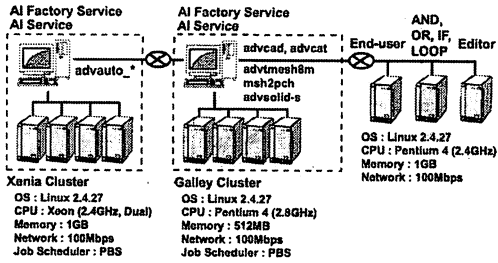 AI Factory Service
AI Service
advauto_*
Xenia Cluster
OS : Linux 2.4.27
CPU : Xeon (2.4GHz, Dual)
Memory : 1GB
Network : 100Mbps
Job Scheduler : PBS
AI Factory Service
AI Service
advcad, advcat
advtmesh8m
msh2pch
advsolid-s
Galley Cluster
OS : Linux 2.4.27
CPU : Pentium 4 (2.8GHz)
Memory : 512MB
Network : 100Mbps
Job Scheduler : PBS
End-user
AND,
OR, IF,
LOOP
Editor
OS : Linux 2.4.27
CPU : Pentium 4 (2.4GHz)
Memory : 1GB
Network : 100Mbps